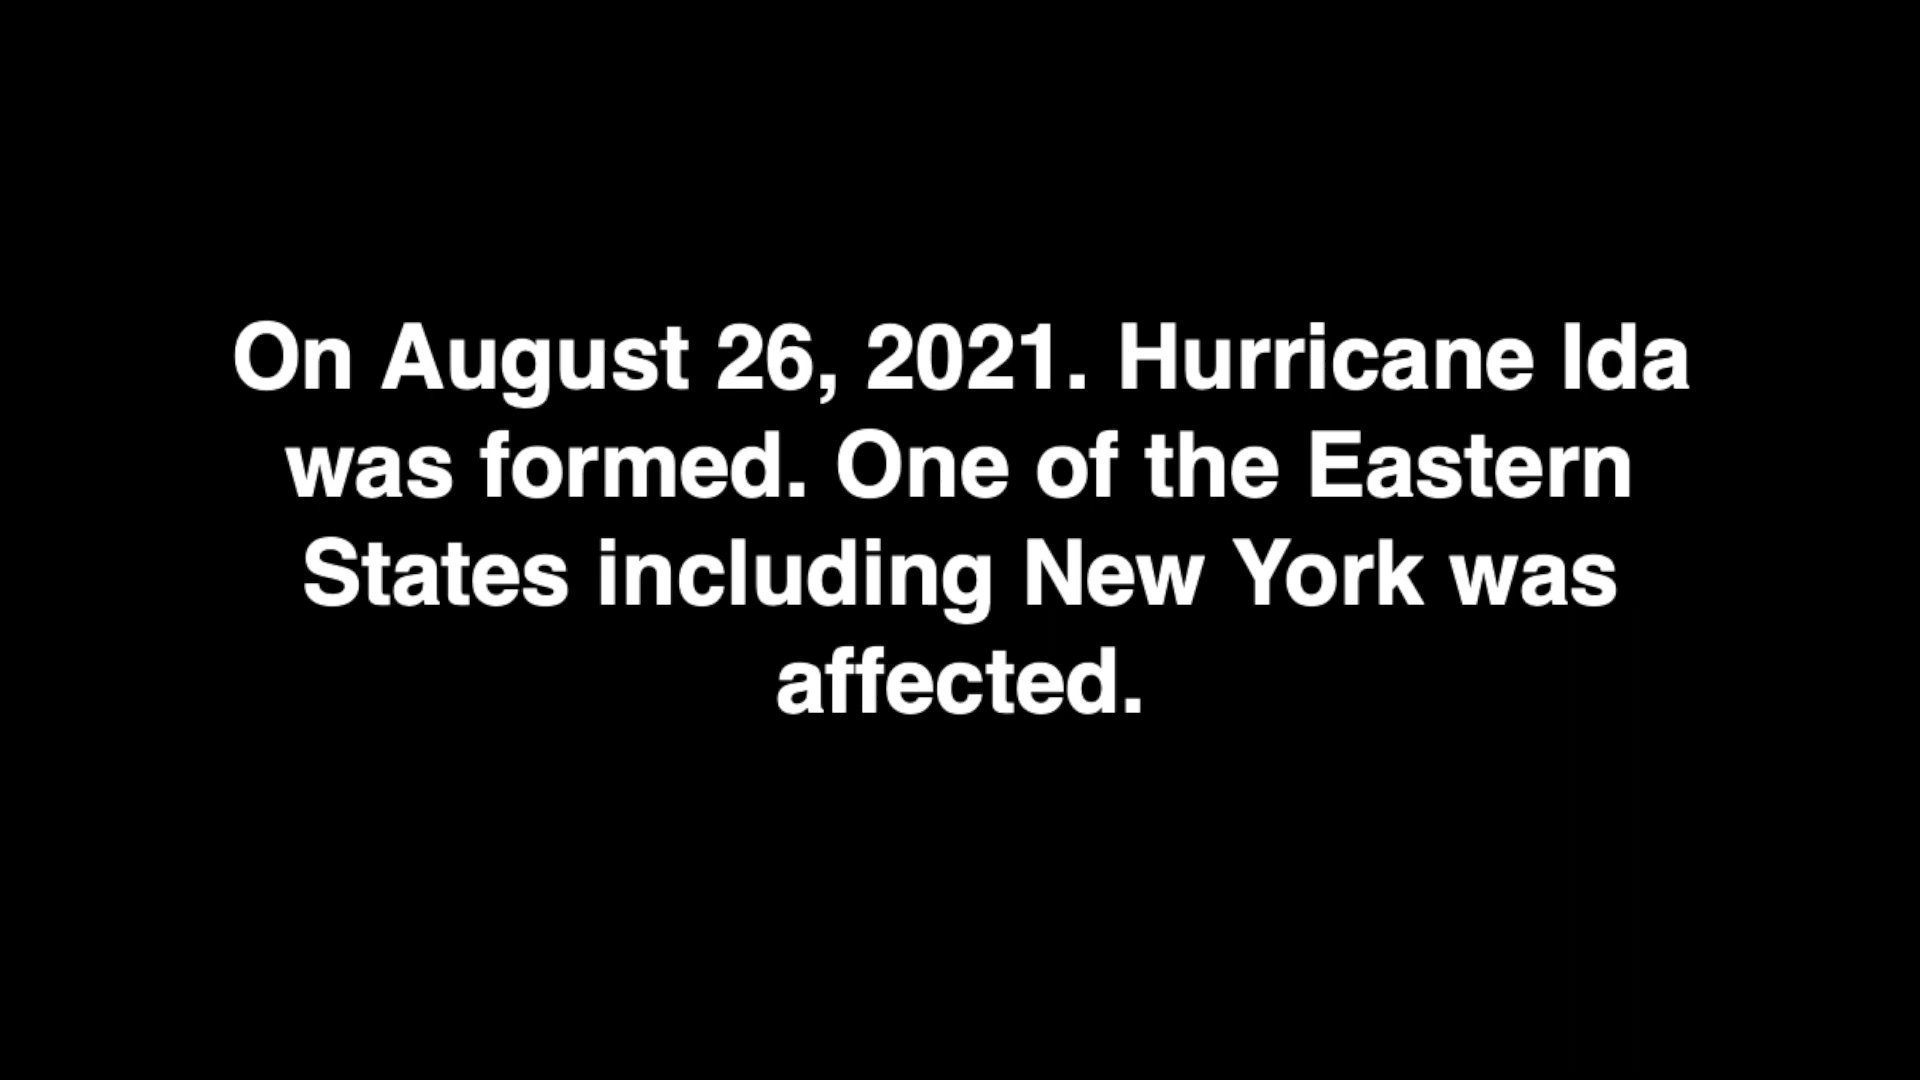 On August 26, 2021. Hurricane Ida
was formed. One of the Eastern
States including New York was
affected.